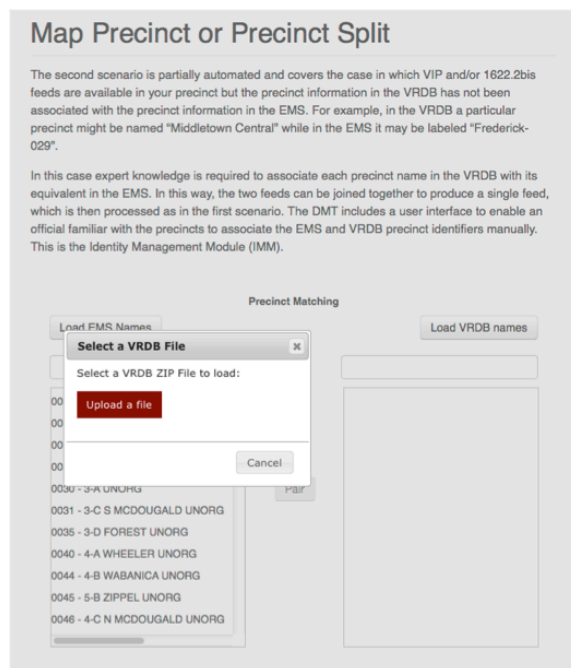 Map Precinct or Precinct Split
The second scenario is partially automated and covers the case in which VIP and/or 1622.2bis
feeds are available in your precinct but the precinct information in the VRDB has not been
associated with the precinct information in the EMS. For example, in the VRDB a particular
precinct might be named “Middletown Central” while in the EMS it may be labeled “Frederick-
029”.
In this case expert knowledge is required to associate each precinct name in the VRDB with its
equivalent in the EMS. In this way, the two feeds can be joined together to produce a single feed,
which is then processed as in the first scenario. The DMT includes a user interface to enable an
official familiar with the precincts to associate the EMS and VRDB precinct identifiers manually.
This is the Identity Management Module (IMM).
Precinct Matching
Load EMS Names
Load VRDB names
Select a VRDB File
Select a VRDB ZIP File to load:
Upload a file
Cancel
00
00
00
00
0030 - 3-A UNORG
Pair
0031 - 3-C S MCDOUGALD UNORG
0035 - 3-D FOREST UNORG
0040 - 4-A WHEELER UNORG
0044 - 4-B WABANICA UNORG
0045 - 5-B ZIPPEL UNORG
0046 - 4-C N MCDOUGALD UNORG